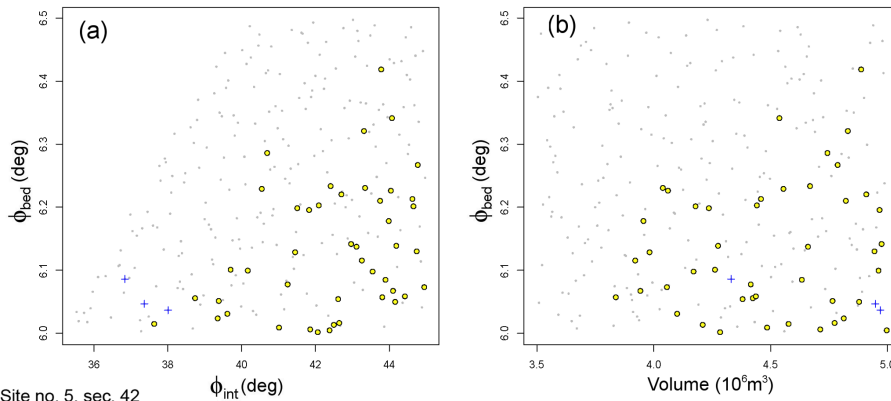 (a)
6.5
6.4
6.3
6.2
6.1
6.0
ϕbed (deg)
36 38 40 42 44
ϕint (deg)
(b)
6.5
6.4
6.3
6.2
6.1
6.0
ϕbed (deg)
3.5 4.0 4.5 5.0
Volume (10⁶m³)
Site no. 5, sec. 42